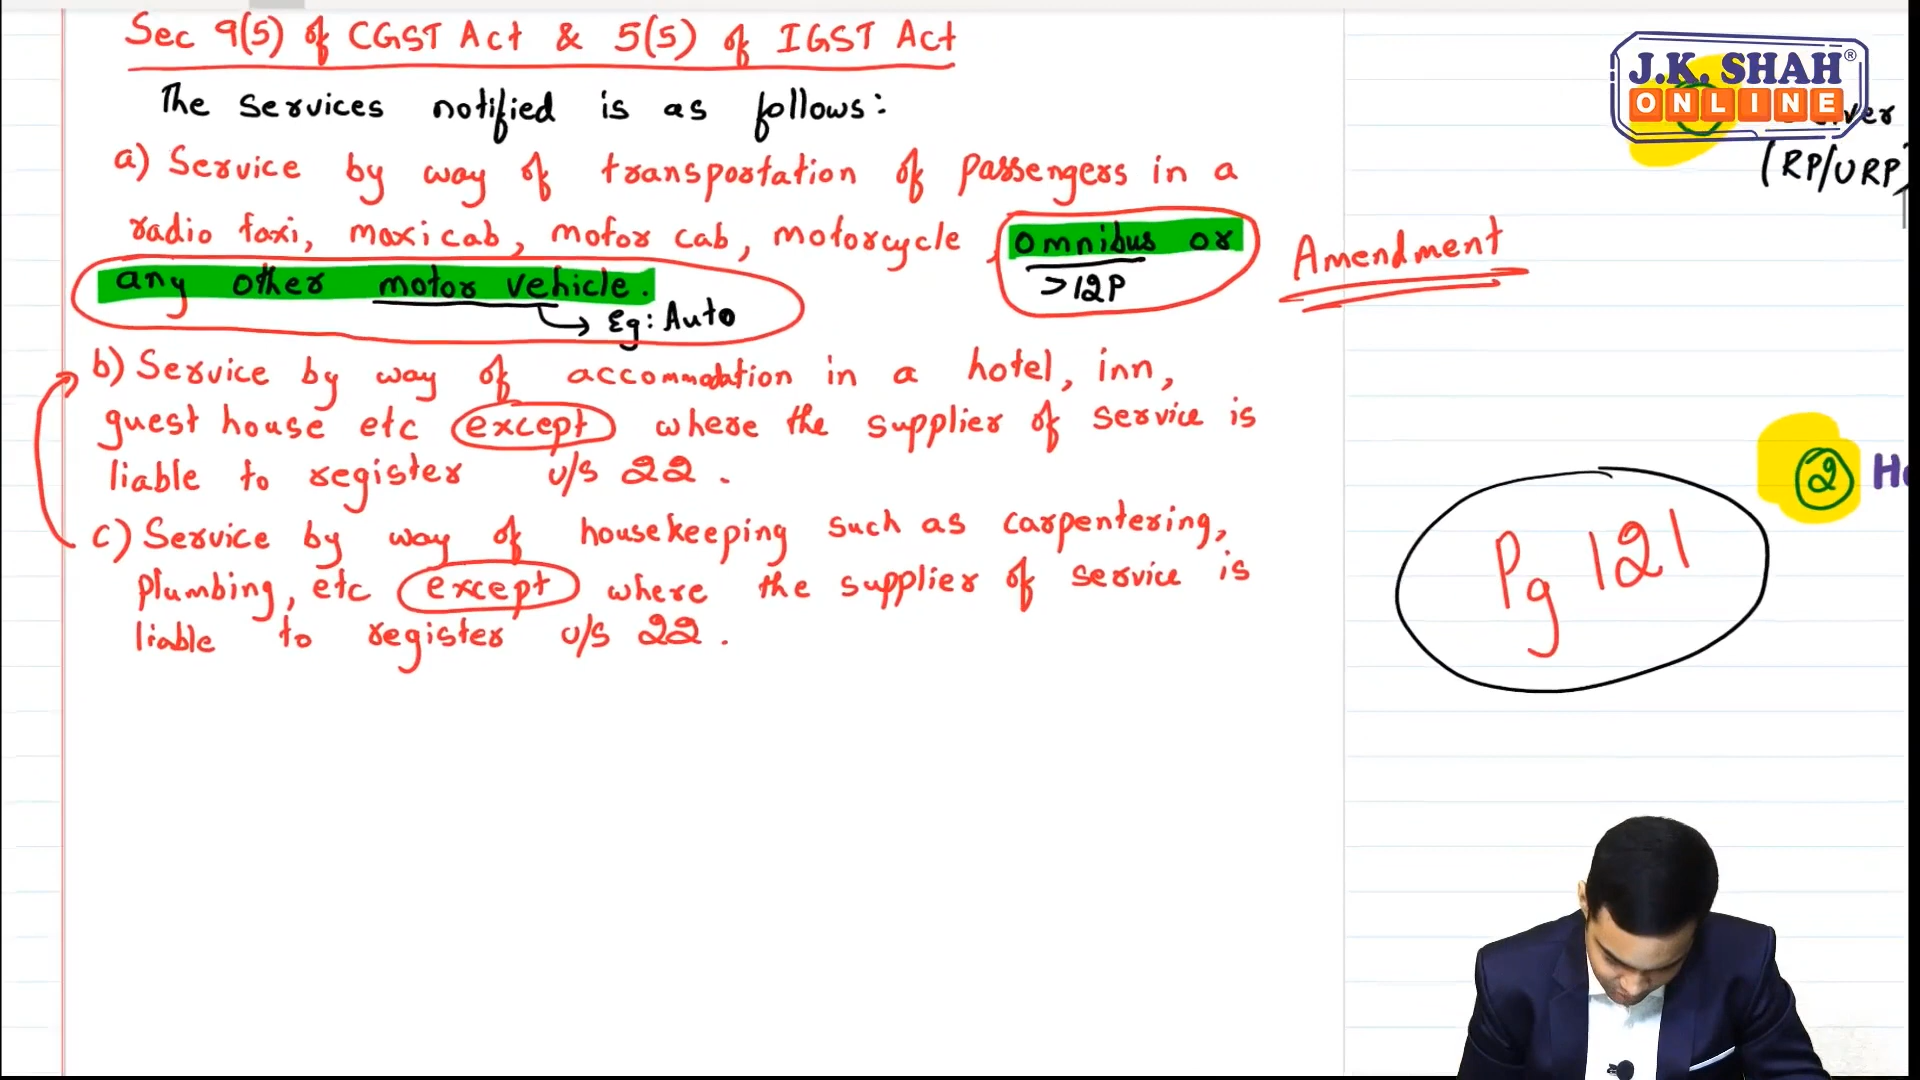 Sec 9(5) of CGST Act & 5(5) of IGST Act
The services notified is as follows:
a) Service by way of transportation of passengers in a
radio taxi, maxi cab, motor cab, motorcycle, omnibus or
>12P
any other motor vehicle.
Eg: Auto
b) Service by way of accommodation in a hotel, inn,
guest house etc except where the supplier of service is
liable to register u/s 22.
c) Service by way of housekeeping such as carpentering,
plumbing, etc except where the supplier of service is
liable to register u/s 22.
Amendment
J.K. SHAH®
ONLINE
(RP/URP)
2
Pg 121